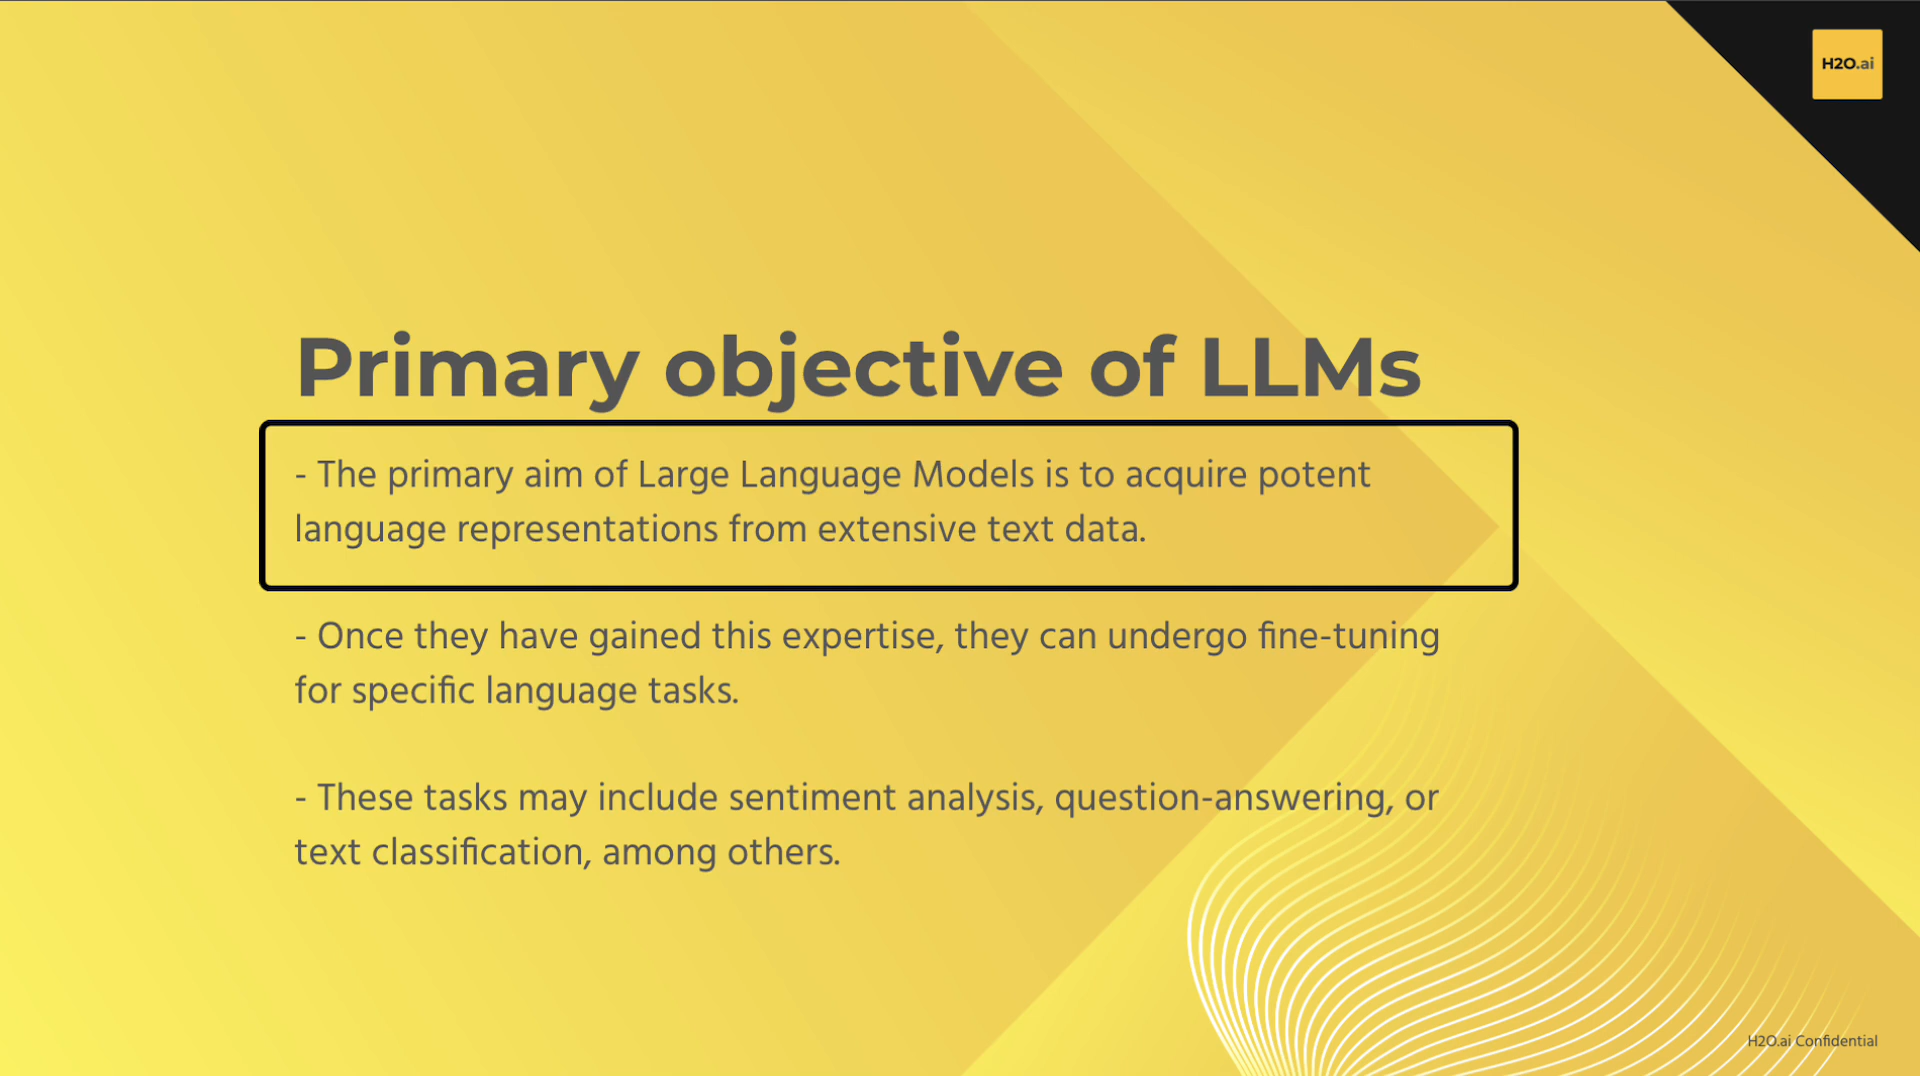 H2O.ai
Primary objective of LLMs
- The primary aim of Large Language Models is to acquire potent
language representations from extensive text data.
- Once they have gained this expertise, they can undergo fine-tuning
for specific language tasks.
- These tasks may include sentiment analysis, question-answering, or
text classification, among others.
H2O.ai Confidential